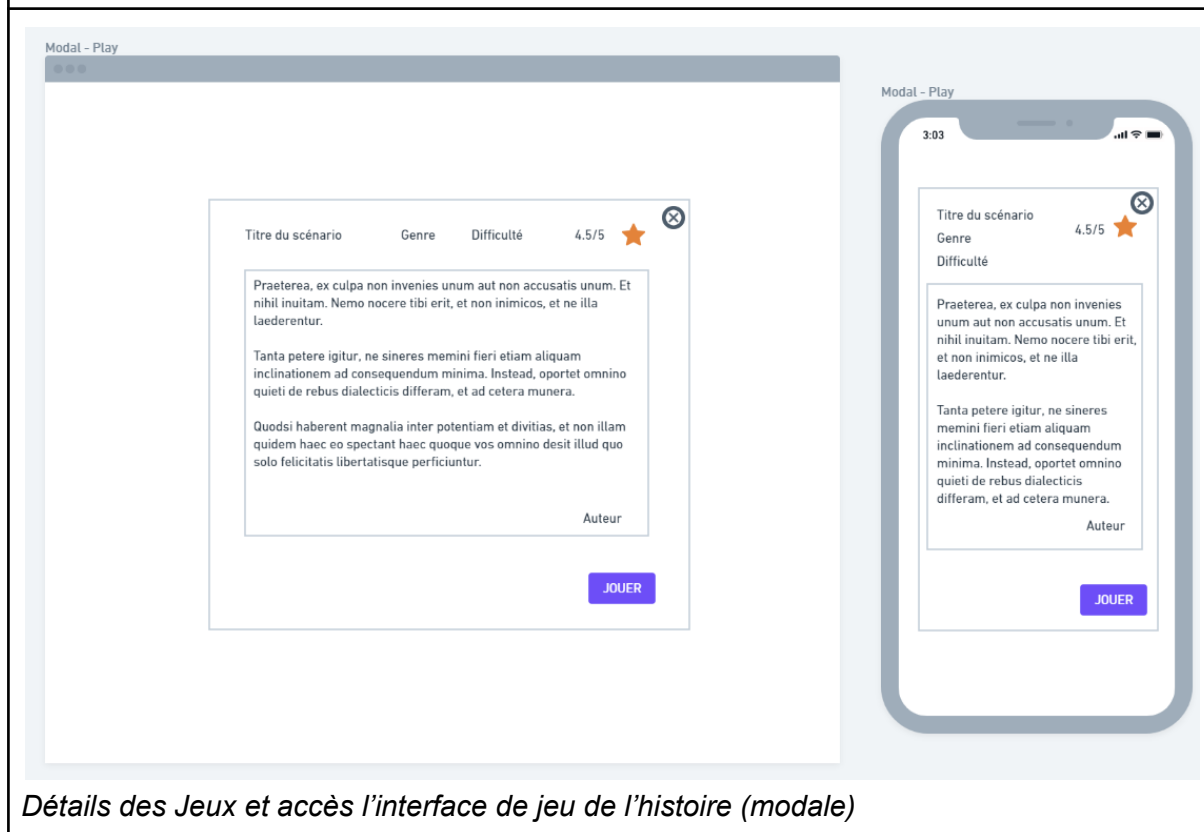 Modal - Play
Titre du scénario Genre Difficulté 4.5/5
Praeterea, ex culpa non invenies unum aut non accusatis unum. Et
nihil inuitam. Nemo nocere tibi erit, et non inimicos, et ne illa
laederentur.
Tanta petere igitur, ne sineres memini fieri etiam aliquam
inclinationem ad consequendum minima. Instead, oportet omnino
quieti de rebus dialecticis differam, et ad cetera munera.
Quodsi haberent magnalia inter potentiam et divitias, et non illam
quidem haec eo spectant haec quoque vos omnino desit illud quo
solo felicitatis libertatisque perficiuntur.
Auteur
JOUER
Modal - Play
3:03
Titre du scénario
4.5/5
Genre
Difficulté
Praeterea, ex culpa non invenies
unum aut non accusatis unum. Et
nihil inuitam. Nemo nocere tibi erit,
et non inimicos, et ne illa
laederentur.
Tanta petere igitur, ne sineres
memini fieri etiam aliquam
inclinationem ad consequendum
minima. Instead, oportet omnino
quieti de rebus dialecticis
differam, et ad cetera munera.
Auteur
JOUER
Détails des Jeux et accès l’interface de jeu de l’histoire (modale)